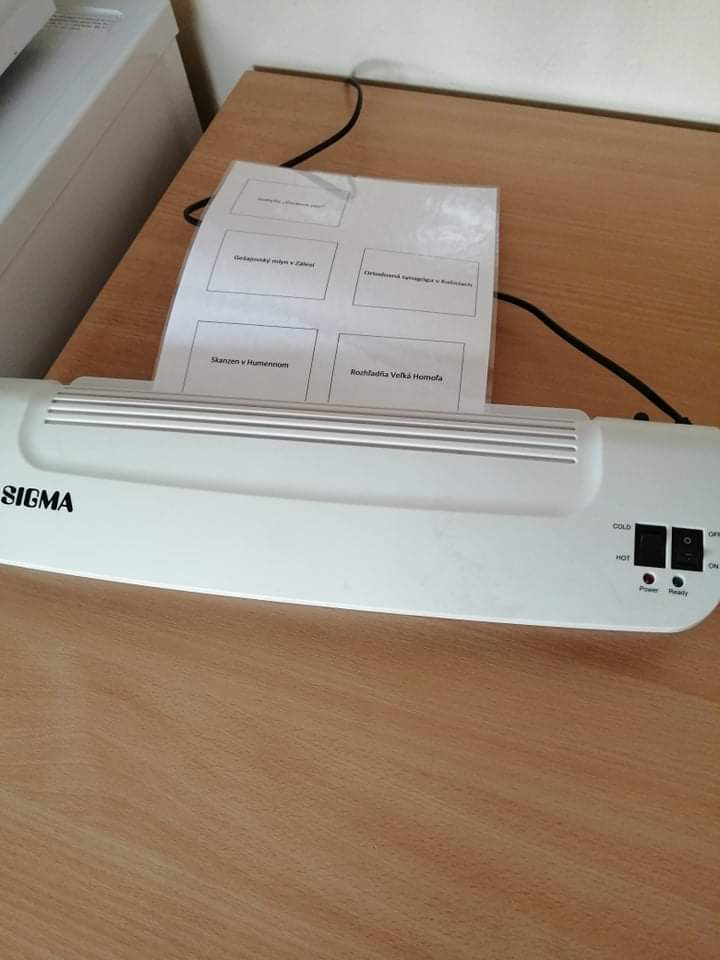 Gešajovský mlyn v Zálesí
Ortodoxná synagóga v Košiciach
Skanzen v Humennom
Rozhľadňa Veľká Homoľa
SIGMA
COLD
OFF
HOT
ON
Power
Ready